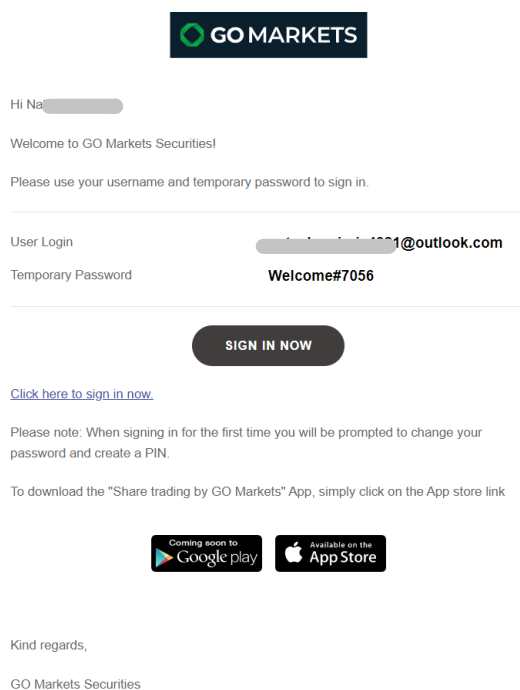 GO MARKETS
Hi Na
Welcome to GO Markets Securities!
Please use your username and temporary password to sign in.
User Login 1@outlook.com
Temporary Password Welcome#7056
SIGN IN NOW
Click here to sign in now.
Please note: When signing in for the first time you will be prompted to change your
password and create a PIN.
To download the "Share trading by GO Markets" App, simply click on the App store link
Coming soon to Available on the
Google play App Store
Kind regards,
GO Markets Securities